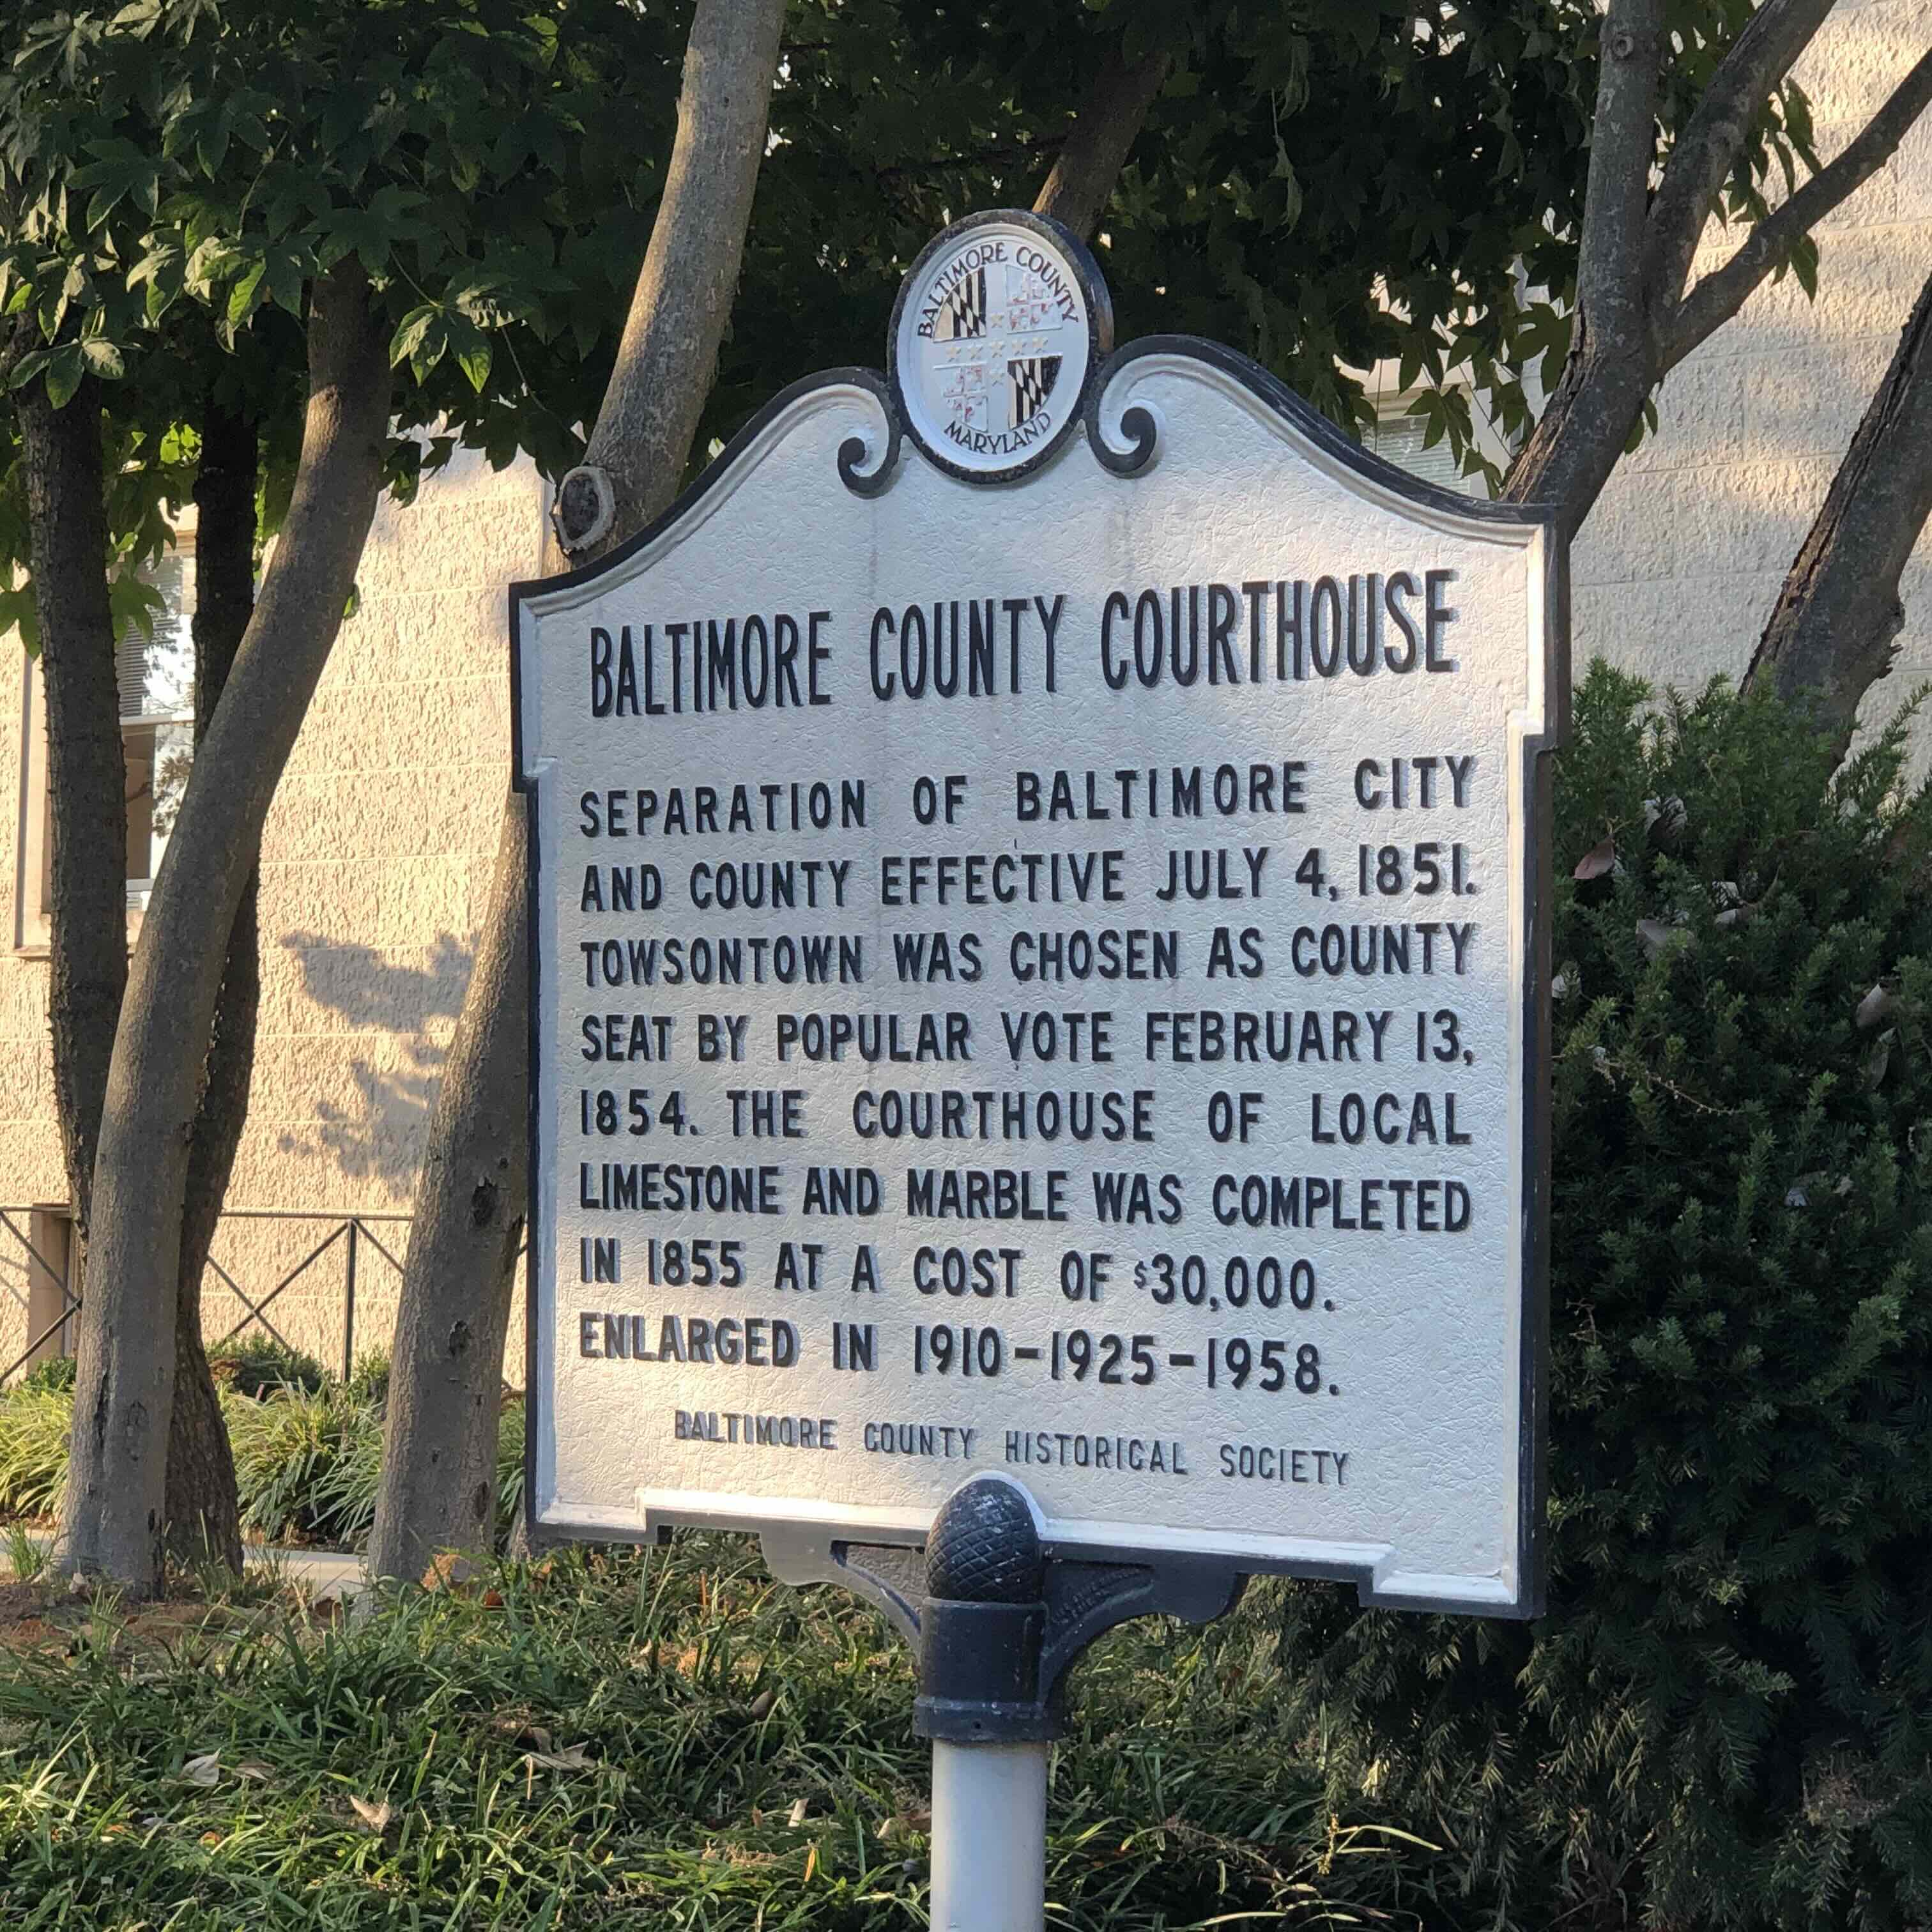 BALTIMORE COUNTY
MARYLAND
BALTIMORE COUNTY COURTHOUSE
SEPARATION OF BALTIMORE CITY
AND COUNTY EFFECTIVE JULY 4, 1851.
TOWSONTOWN WAS CHOSEN AS COUNTY
SEAT BY POPULAR VOTE FEBRUARY 13,
1854. THE COURTHOUSE OF LOCAL
LIMESTONE AND MARBLE WAS COMPLETED
IN 1855 AT A COST OF $30,000.
ENLARGED IN 1910-1925-1958.
BALTIMORE COUNTY HISTORICAL SOCIETY